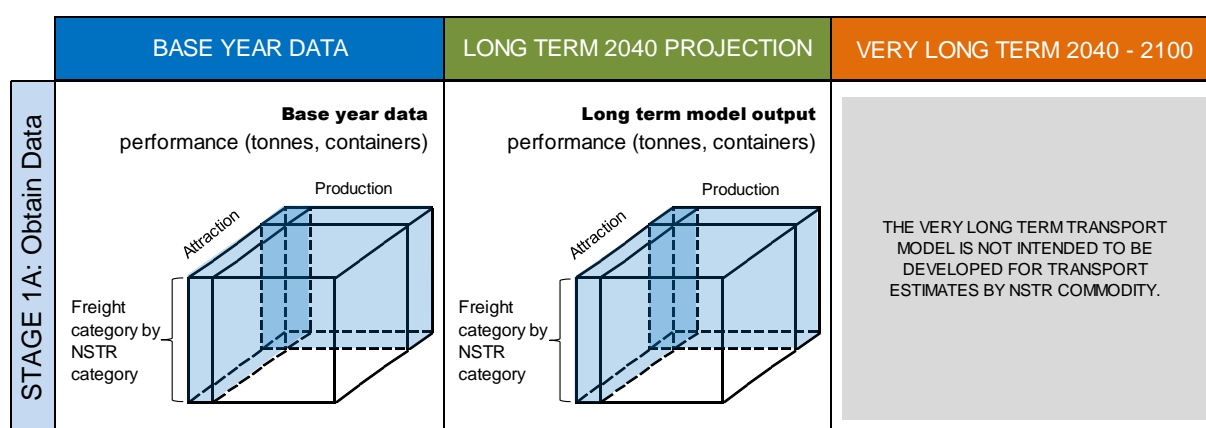 BASE YEAR DATA
LONG TERM 2040 PROJECTION
VERY LONG TERM 2040 - 2100
STAGE 1A: Obtain Data
Base year data
performance (tonnes, containers)
Production
Attraction
Freight
category by
NSTR
category
Long term model output
performance (tonnes, containers)
Production
Attraction
Freight
category by
NSTR
category
THE VERY LONG TERM TRANSPORT
MODEL IS NOT INTENDED TO BE
DEVELOPED FOR TRANSPORT
ESTIMATES BY NSTR COMMODITY.